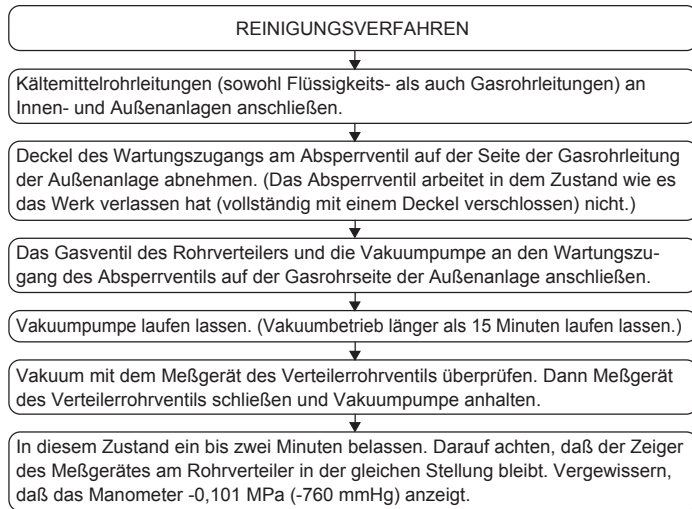 REINIGUNGSVERFAHREN
Kältemittelrohrleitungen (sowohl Flüssigkeits- als auch Gasrohrleitungen) an
Innen- und Außenanlagen anschließen.
Deckel des Wartungszugangs am Absperrventil auf der Seite der Gasrohrleitung
der Außenanlage abnehmen. (Das Absperrventil arbeitet in dem Zustand wie es
das Werk verlassen hat (vollständig mit einem Deckel verschlossen) nicht.)
Das Gasventil des Rohrverteilers und die Vakuumpumpe an den Wartungszu-
gang des Absperrventils auf der Gasrohrseite der Außenanlage anschließen.
Vakuumpumpe laufen lassen. (Vakuumbetrieb länger als 15 Minuten laufen lassen.)
Vakuum mit dem Meßgerät des Verteilerrohrventils überprüfen. Dann Meßgerät
des Verteilerrohrventils schließen und Vakuumpumpe anhalten.
In diesem Zustand ein bis zwei Minuten belassen. Darauf achten, daß der Zeiger
des Meßgerätes am Rohrverteiler in der gleichen Stellung bleibt. Vergewissern,
daß das Manometer -0,101 MPa (-760 mmHg) anzeigt.